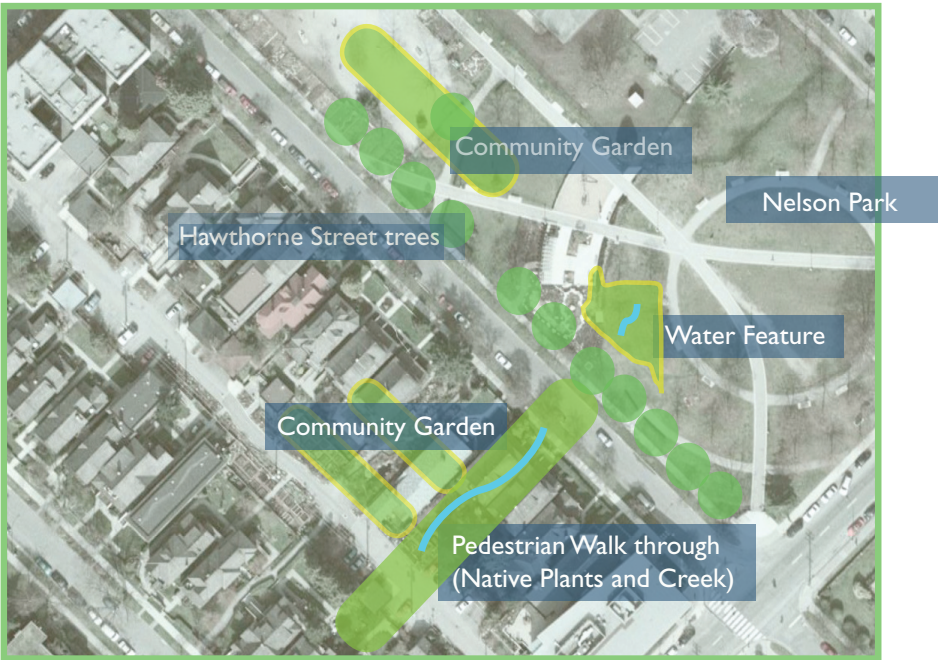 Community Garden
Nelson Park
Hawthorne Street trees
Water Feature
Community Garden
Pedestrian Walk through
(Native Plants and Creek)